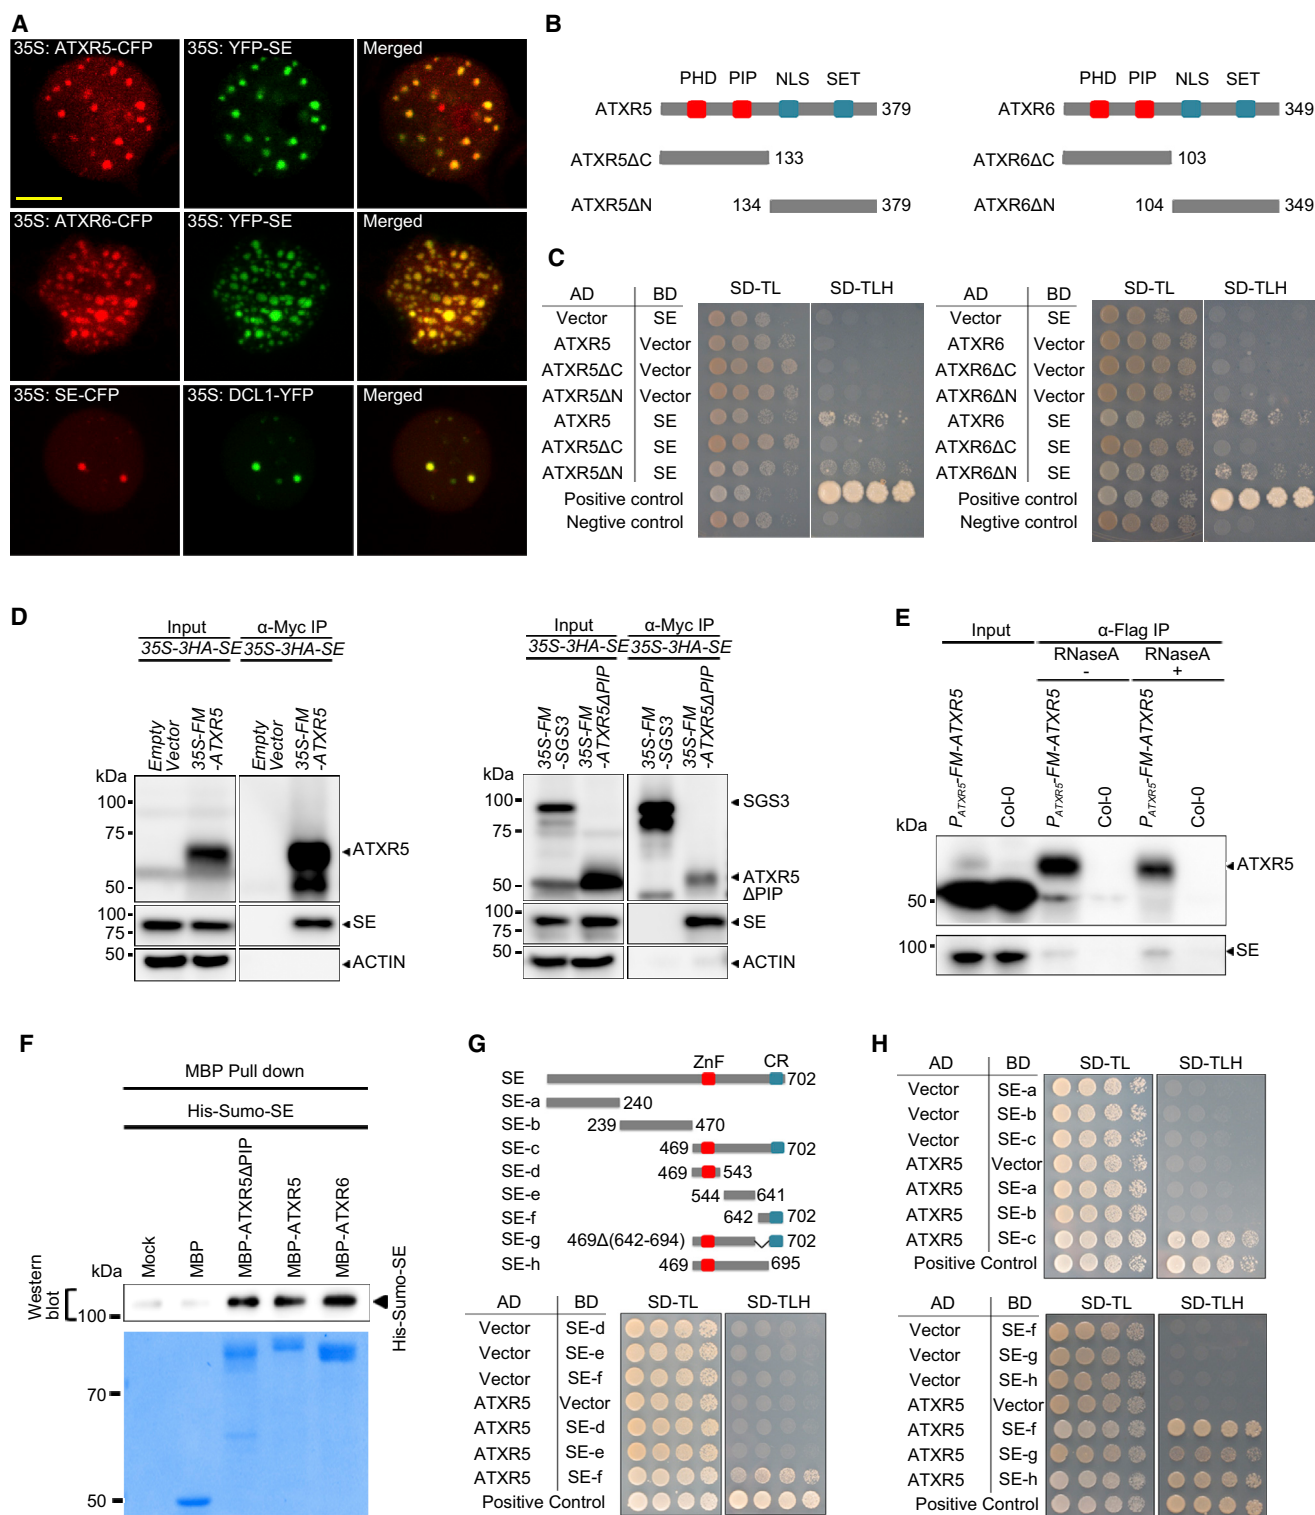 A
35S: ATXR5-CFP
35S: YFP-SE
Merged
35S: ATXR6-CFP
35S: YFP-SE
Merged
35S: SE-CFP
35S: DCL1-YFP
Merged
B
PHD PIP NLS SET
ATXR5 379
ATXR5ΔC 133
ATXR5ΔN 134 379
PHD PIP NLS SET
ATXR6 349
ATXR6ΔC 103
ATXR6ΔN 104 349
C
AD BD SD-TL SD-TLH
Vector SE
ATXR5 Vector
ATXR5ΔC Vector
ATXR5ΔN Vector
ATXR5 SE
ATXR5ΔC SE
ATXR5ΔN SE
Positive control
Negtive control
AD BD SD-TL SD-TLH
Vector SE
ATXR6 Vector
ATXR6ΔC Vector
ATXR6ΔN Vector
ATXR6 SE
ATXR6ΔC SE
ATXR6ΔN SE
Positive control
Negtive control
D
Input α-Myc IP
35S-3HA-SE 35S-3HA-SE
Empty Vector
35S-FM -ATXR5
Empty Vector
35S-FM -ATXR5
kDa
100
75
50
ATXR5
100
75
SE
50
ACTIN
Input α-Myc IP
35S-3HA-SE 35S-3HA-SE
35S-FM -SGS3
35S-FM -ATXR5ΔPIP
35S-FM -SGS3
35S-FM -ATXR5ΔPIP
kDa
100
75
50
SGS3
ATXR5
ΔPIP
100
75
SE
50
ACTIN
E
Input α-Flag IP
RNaseA RNaseA
- +
PATXR5-FM-ATXR5
Col-0
PATXR5-FM-ATXR5
Col-0
PATXR5-FM-ATXR5
Col-0
kDa
ATXR5
50
100
SE
F
MBP Pull down
His-Sumo-SE
Mock
MBP
MBP-ATXR5ΔPIP
MBP-ATXR5
MBP-ATXR6
kDa
Western
blot
100
His-Sumo-SE
70
50
G
ZnF CR
SE 702
SE-a 240
SE-b 239 470
SE-c 469 702
SE-d 469 543
SE-e 544 641
SE-f 642 702
SE-g 469Δ(642-694) 702
SE-h 469 695
AD BD SD-TL SD-TLH
Vector SE-d
Vector SE-e
Vector SE-f
ATXR5 Vector
ATXR5 SE-d
ATXR5 SE-e
ATXR5 SE-f
Positive Control
H
AD BD SD-TL SD-TLH
Vector SE-a
Vector SE-b
Vector SE-c
ATXR5 Vector
ATXR5 SE-a
ATXR5 SE-b
ATXR5 SE-c
Positive Control
AD BD SD-TL SD-TLH
Vector SE-f
Vector SE-g
Vector SE-h
ATXR5 Vector
ATXR5 SE-f
ATXR5 SE-g
ATXR5 SE-h
Positive Control